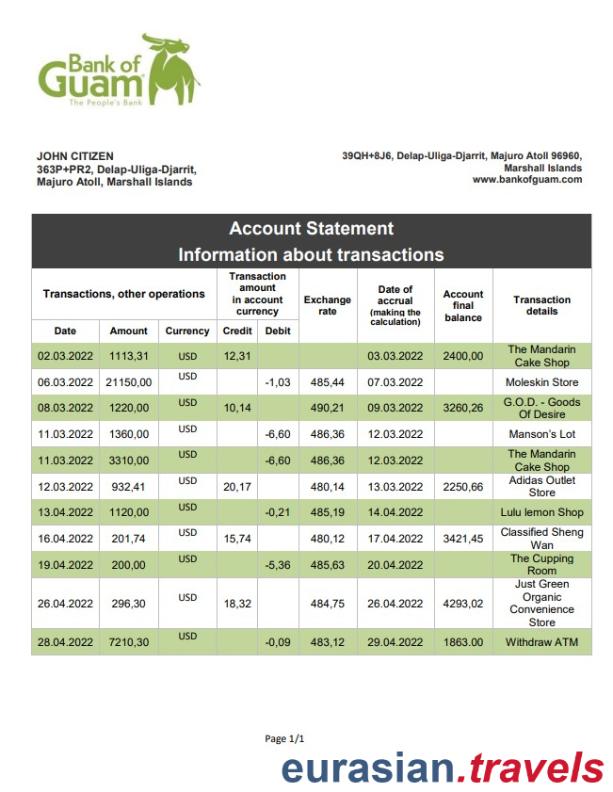 Bank of
Guam
The People's Bank
JOHN CITIZEN
363P+PR2, Delap-Uliga-Djarrit,
Majuro Atoll, Marshall Islands
39QH+8J6, Delap-Uliga-Djarrit, Majuro Atoll 96960,
Marshall Islands
www.bankofguam.com
Account Statement
Information about transactions
Transactions, other operations
Transaction
amount
in account
currency
Exchange
rate
Date of
accrual
(making the
calculation)
Account
final
balance
Transaction
details
Date Amount Currency Credit Debit
02.03.2022 1113,31 USD 12,31 03.03.2022 2400,00 The Mandarin
Cake Shop
06.03.2022 21150,00 USD -1,03 485,44 07.03.2022 Moleskin Store
08.03.2022 1220,00 USD 10,14 490,21 09.03.2022 3260,26 G.O.D. - Goods
Of Desire
11.03.2022 1360,00 USD -6,60 486,36 12.03.2022 Manson's Lot
11.03.2022 3310,00 USD -6,60 486,36 12.03.2022 The Mandarin
Cake Shop
12.03.2022 932,41 USD 20,17 480,14 13.03.2022 2250,66 Adidas Outlet
Store
13.04.2022 1120,00 USD -0,21 485,19 14.04.2022 Lulu lemon Shop
16.04.2022 201,74 USD 15,74 480,12 17.04.2022 3421,45 Classified Sheng
Wan
19.04.2022 200,00 USD -5,36 485,63 20.04.2022 The Cupping
Room
26.04.2022 296,30 USD 18,32 484,75 26.04.2022 4293,02 Just Green
Organic
Convenience
Store
28.04.2022 7210,30 USD -0,09 483,12 29.04.2022 1863.00 Withdraw ATM
Page 1/1
eurasian.travels